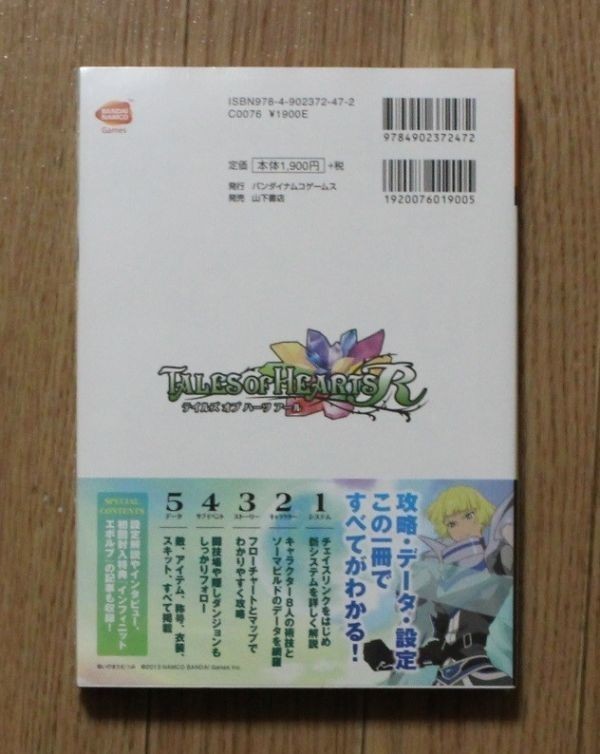 BANDAI
NAMCO
Games
ISBN978-4-902372-47-2
C0076 ¥1900E
定価 本体1,900円 +税
発行 バンダイナムコゲームス
発売 山下書店
9784902372472
1920076019005
TALES OF HEARTS R
テイルズ オブ ハーツ アール
攻略・データ・設定
この一冊で
すべてがわかる!
1
システム
チェイスリンクをはじめ
新システムを詳しく解説
2
キャラクター
キャラクター8人の術技と
ソーマビルドのデータを網羅
3
ストーリー
フローチャートとマップで
わかりやすく攻略
4
サブイベント
闘技場や隠しダンジョンも
しっかりフォロー
5
データ
敵、アイテム、称号、衣装、
スキット、すべて掲載
SPECIAL
CONTENTS
設定解説やインタビュー、
初回封入特典“インフィニット
エボルブ”の記事も収録!
©いのまたむつみ ©2013 NAMCO BANDAI Games Inc.